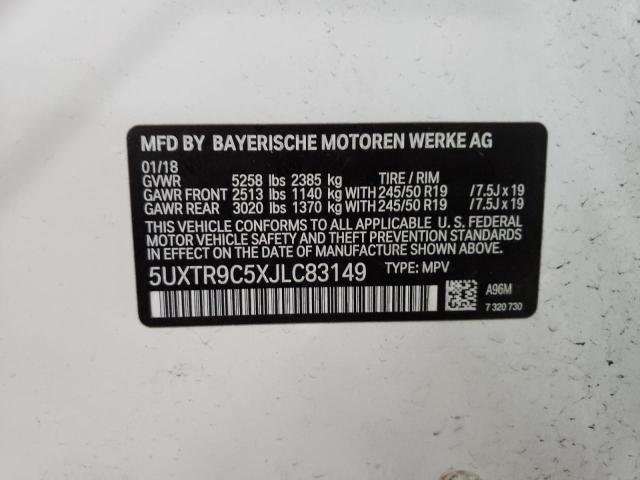 MFD BY BAYERISCHE MOTOREN WERKE AG
01/18
GVWR 5258 lbs 2385 kg TIRE / RIM
GAWR FRONT 2513 lbs 1140 kg WITH 245/50 R19 / 7.5J x 19
GAWR REAR 3020 lbs 1370 kg WITH 245/50 R19 / 7.5J x 19
THIS VEHICLE CONFORMS TO ALL APPLICABLE U. S. FEDERAL
MOTOR VEHICLE SAFETY AND THEFT PREVENTION STANDARDS
IN EFFECT ON THE DATE OF MANUFACTURE SHOWN ABOVE.
5UXTR9C5XJLC83149 TYPE: MPV
A96M
7 320 730